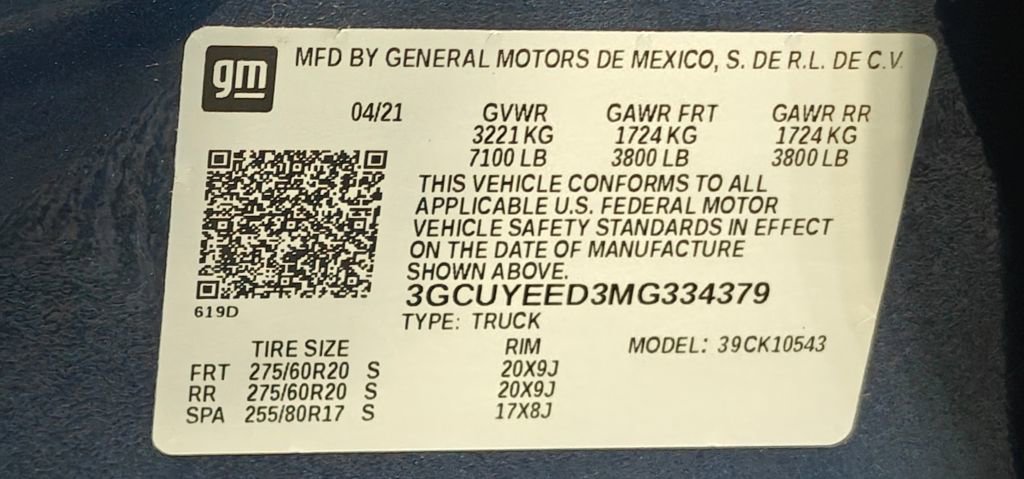 gm MFD BY GENERAL MOTORS DE MEXICO, S. DE R.L. DE C.V.
04/21 GVWR GAWR FRT GAWR RR
3221 KG 1724 KG 1724 KG
7100 LB 3800 LB 3800 LB
THIS VEHICLE CONFORMS TO ALL
APPLICABLE U.S. FEDERAL MOTOR
VEHICLE SAFETY STANDARDS IN EFFECT
ON THE DATE OF MANUFACTURE
SHOWN ABOVE.
3GCUYEED3MG334379
619D
TYPE: TRUCK
TIRE SIZE RIM MODEL: 39CK10543
FRT 275/60R20 S 20X9J
RR 275/60R20 S 20X9J
SPA 255/80R17 S 17X8J